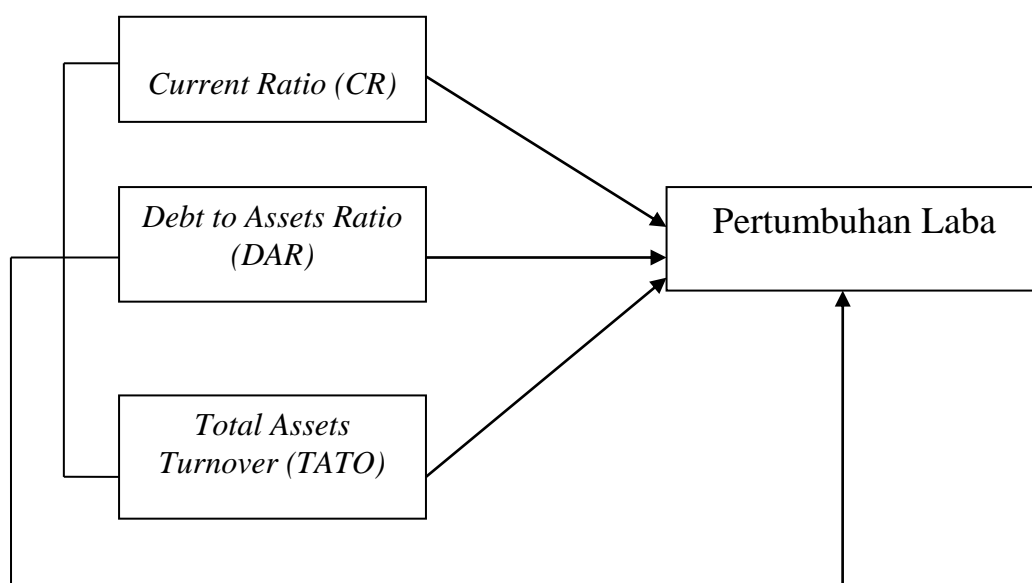 Current Ratio (CR)
Debt to Assets Ratio
(DAR)
Pertumbuhan Laba
Total Assets
Turnover (TATO)